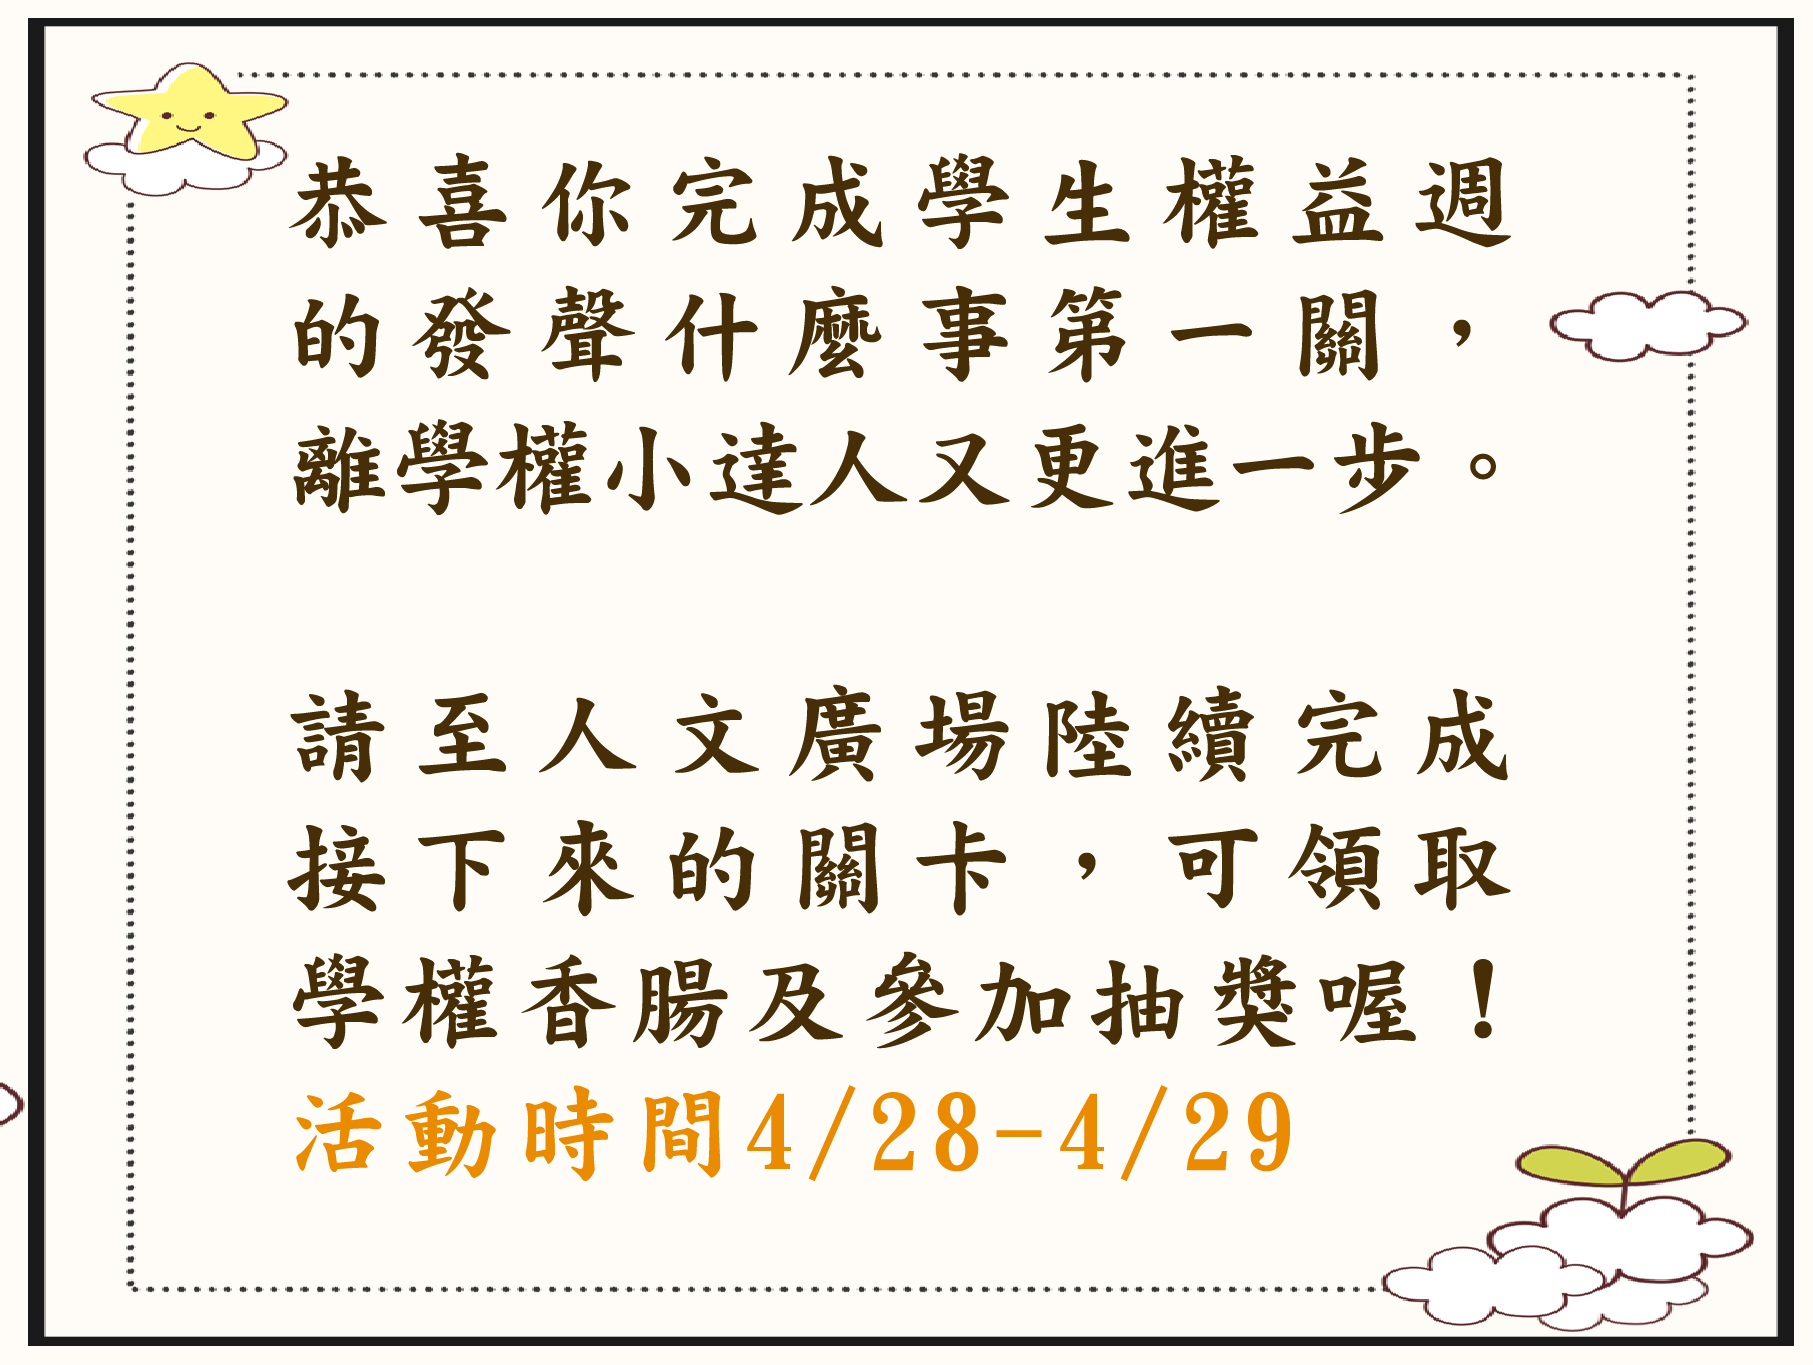 恭喜你完成學生權益週
的發聲什麼事第一關，
離學權小達人又更進一步。
請至人文廣場陸續完成
接下來的關卡，可領取
學權香腸及參加抽獎喔！
活動時間4/28-4/29